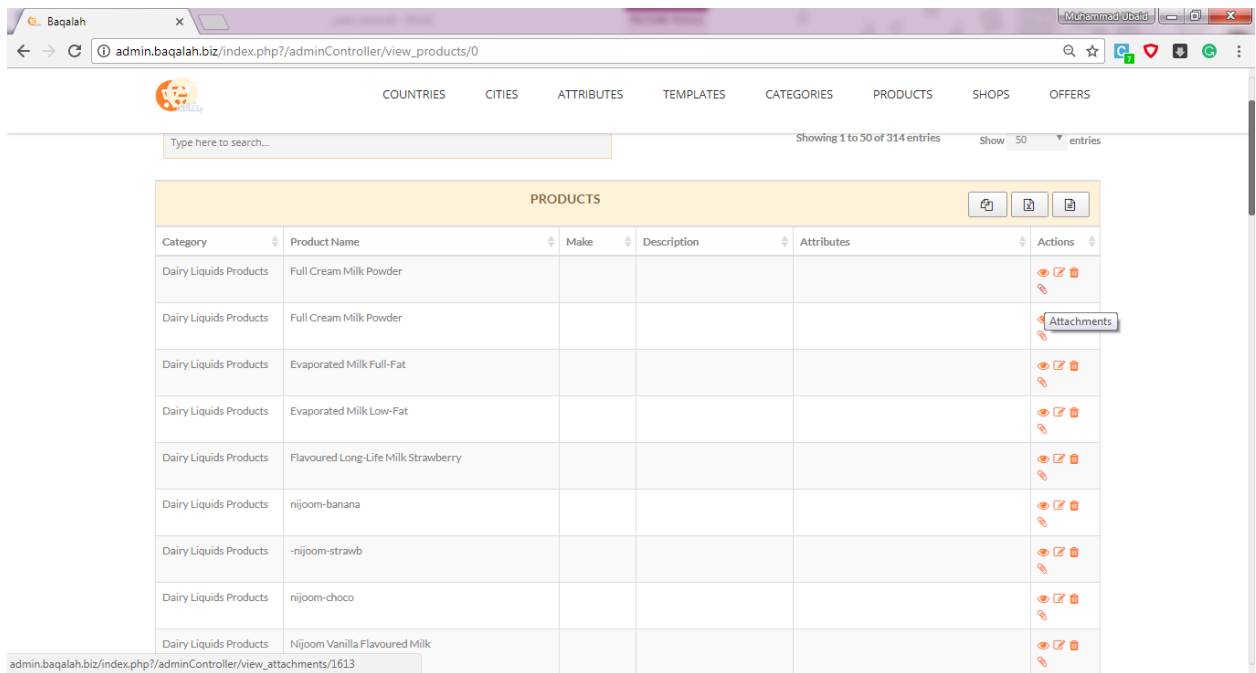 Baqalah
Muhammad Ubaid
admin.baqalah.biz/index.php?/adminController/view_products/0
7
بقالة
COUNTRIES CITIES ATTRIBUTES TEMPLATES CATEGORIES PRODUCTS SHOPS OFFERS
Type here to search... Showing 1 to 50 of 314 entries Show 50 entries
PRODUCTS
Category Product Name Make Description Attributes Actions
Dairy Liquids Products Full Cream Milk Powder
Dairy Liquids Products Full Cream Milk Powder
Attachments
Dairy Liquids Products Evaporated Milk Full-Fat
Dairy Liquids Products Evaporated Milk Low-Fat
Dairy Liquids Products Flavoured Long-Life Milk Strawberry
Dairy Liquids Products nijoom-banana
Dairy Liquids Products -nijoom-strawb
Dairy Liquids Products nijoom-choco
Dairy Liquids Products Nijoom Vanilla Flavoured Milk
admin.baqalah.biz/index.php?/adminController/view_attachments/1613